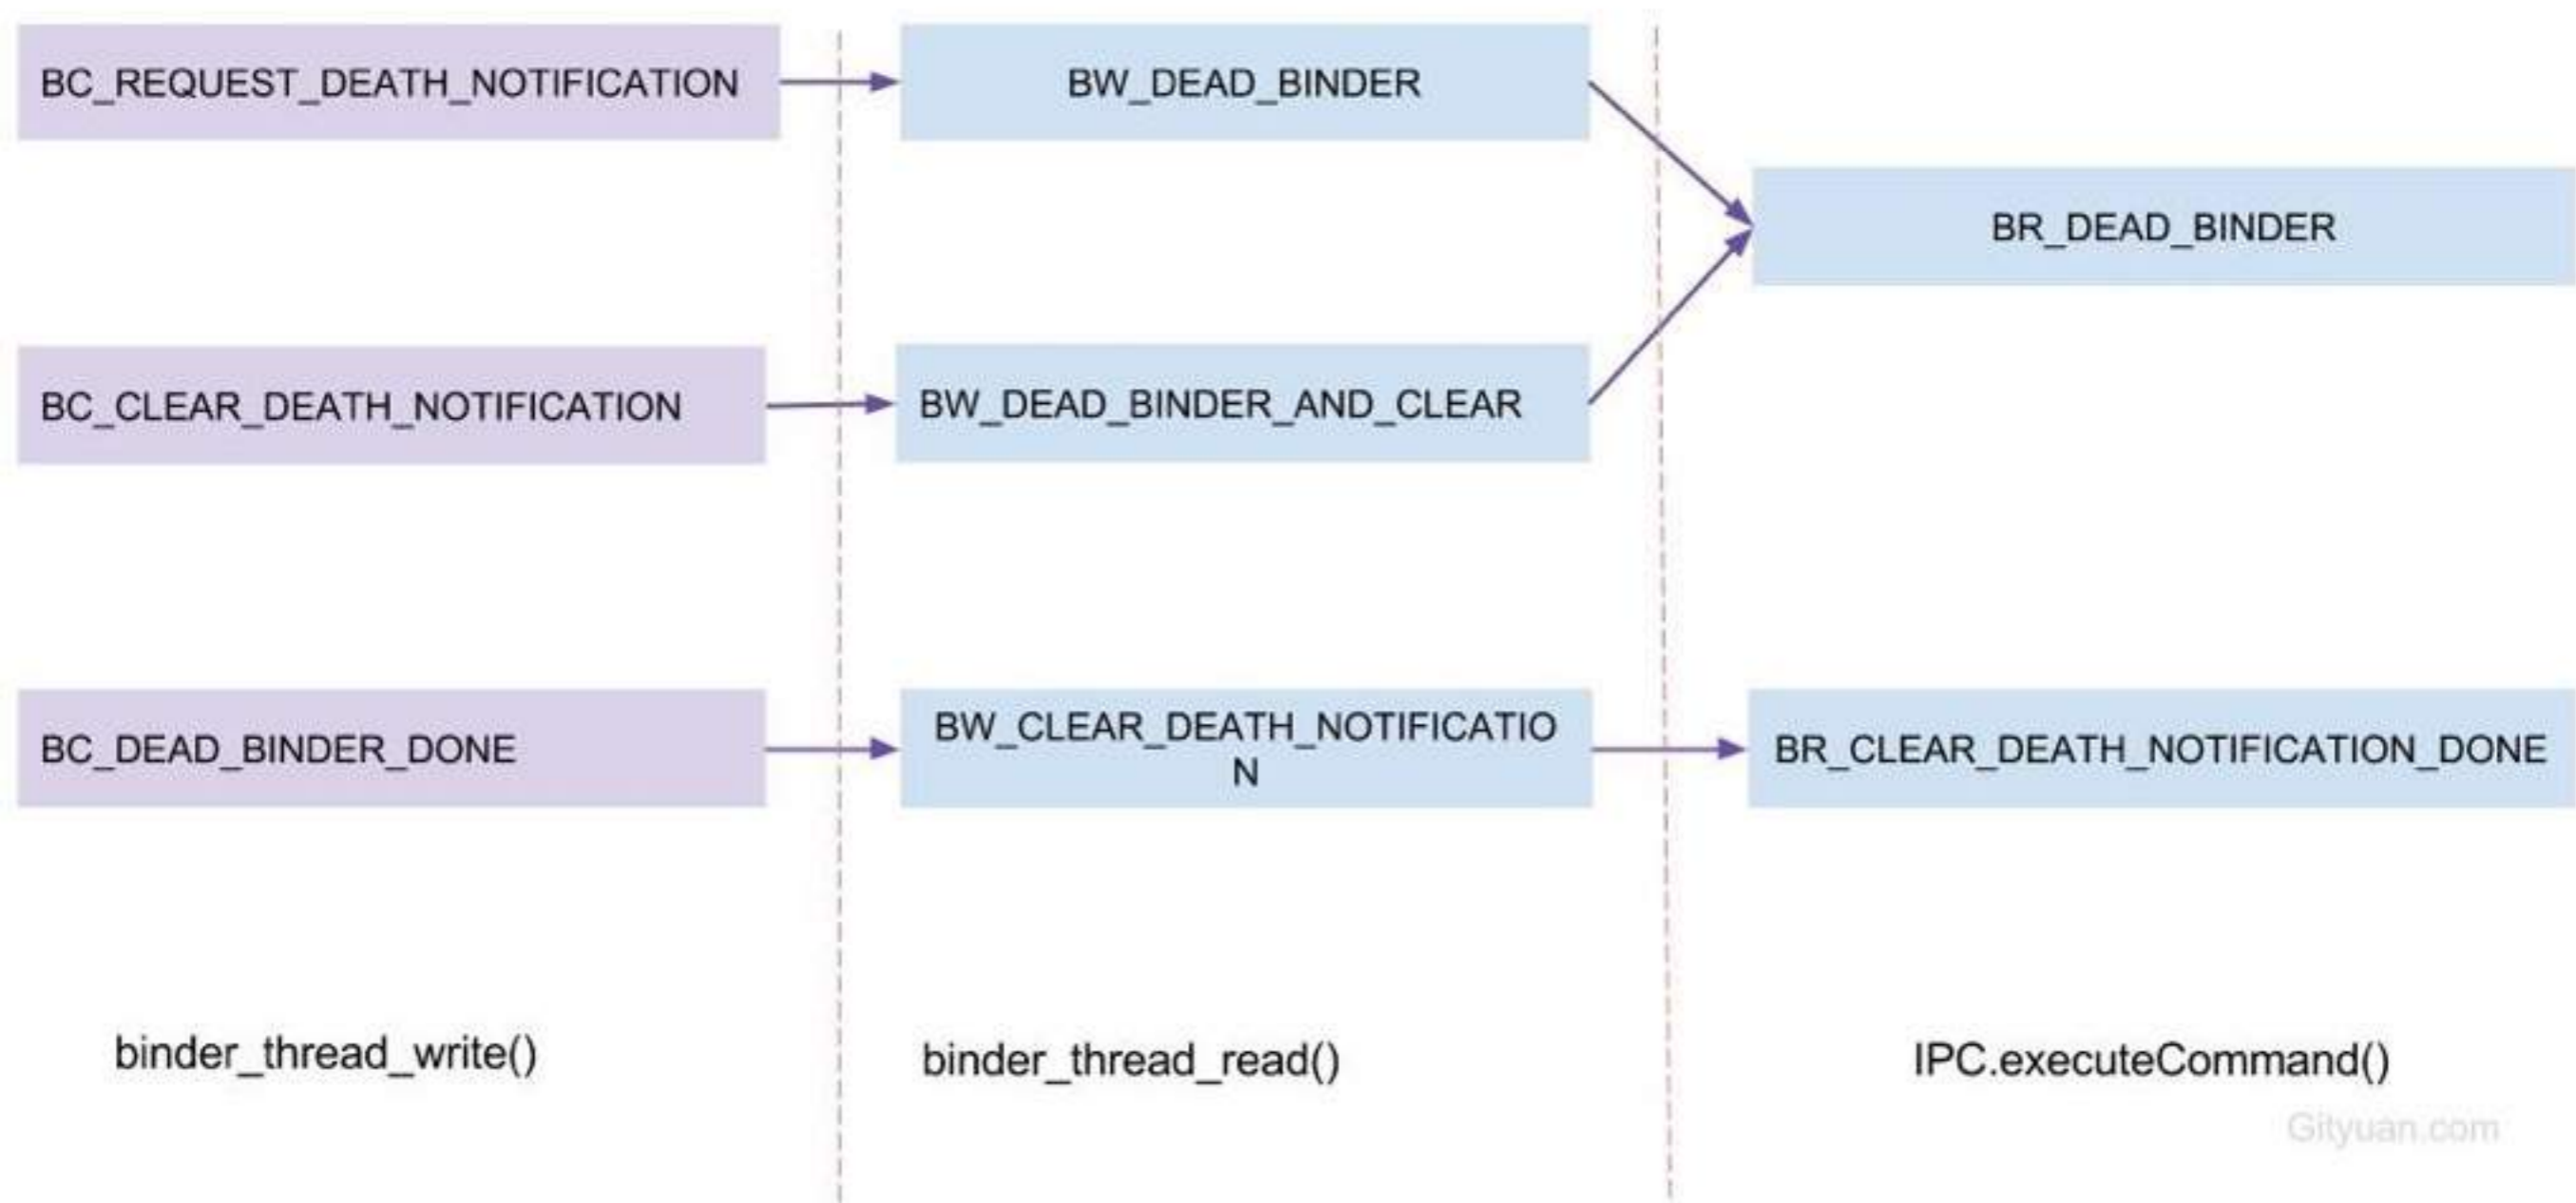 BC_REQUEST_DEATH_NOTIFICATION
BW_DEAD_BINDER
BR_DEAD_BINDER
BC_CLEAR_DEATH_NOTIFICATION
BW_DEAD_BINDER_AND_CLEAR
BC_DEAD_BINDER_DONE
BW_CLEAR_DEATH_NOTIFICATIO
N
BR_CLEAR_DEATH_NOTIFICATION_DONE
binder_thread_write()
binder_thread_read()
IPC.executeCommand()
Gityuan.com